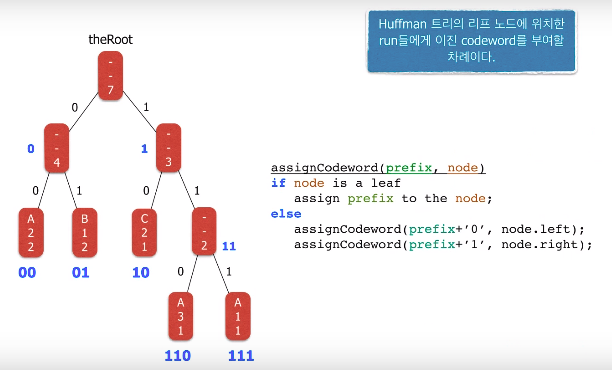 Huffman 트리의 리프 노드에 위치한
run들에게 이진 codeword를 부여할
차례이다.
theRoot
-
-
7
0
1
0
-
-
4
1
-
-
3
0
1
0
1
A
2
2
B
1
2
C
2
1
-
-
2
11
00
01
10
0
1
A
3
1
A
1
1
110
111
assignCodeword(prefix, node)
if node is a leaf
assign prefix to the node;
else
assignCodeword(prefix+'0', node.left);
assignCodeword(prefix+'1', node.right);